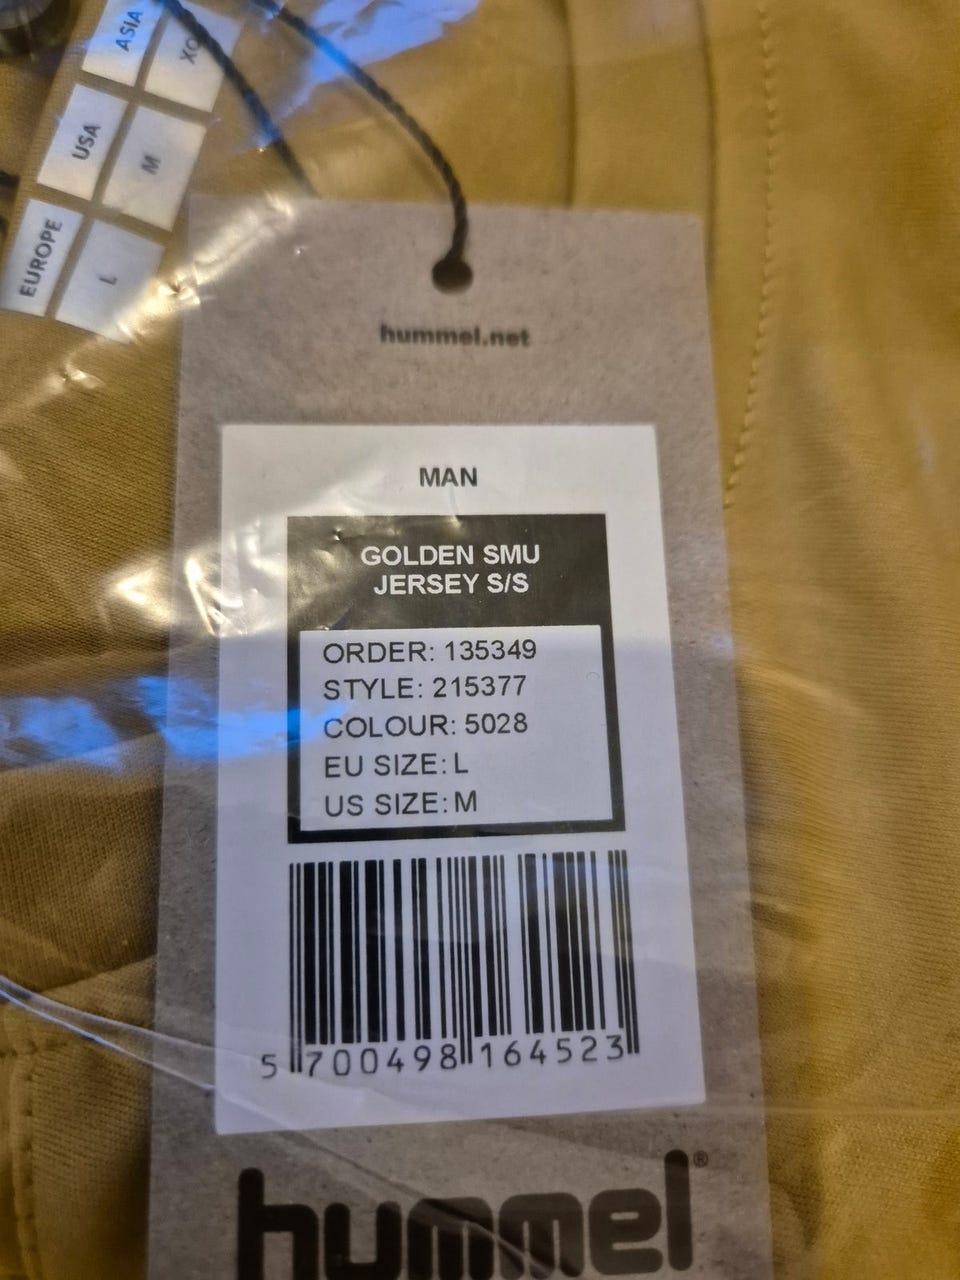 ASIA XO
USA M
EUROPE L
hummel.net
MAN
GOLDEN SMU
JERSEY S/S
ORDER: 135349
STYLE: 215377
COLOUR: 5028
EU SIZE: L
US SIZE: M
5 700498 164523
hummel®